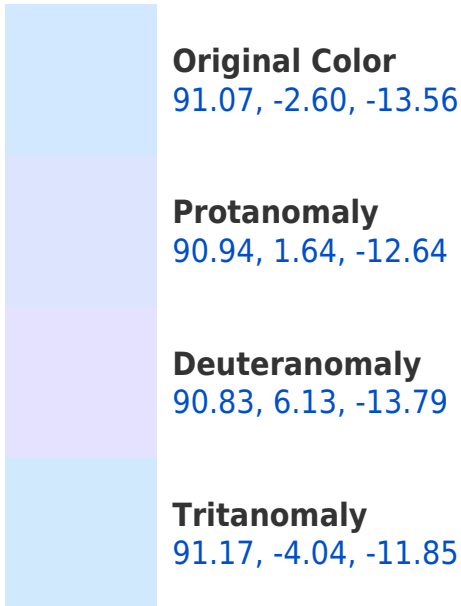 Original Color
91.07, -2.60, -13.56
Protanomaly
90.94, 1.64, -12.64
Deuteranomaly
90.83, 6.13, -13.79
Tritanomaly
91.17, -4.04, -11.85